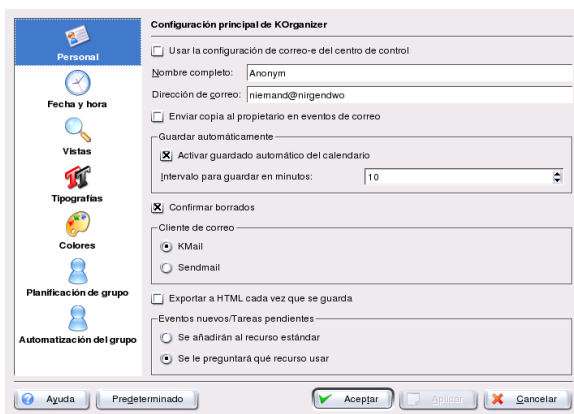 Configuración principal de KOrganizer
Personal
Fecha y hora
Vistas
Tipografías
Colores
Planificación de grupo
Automatización del grupo
Usar la configuración de correo-e del centro de control
Nombre completo: Anonym
Dirección de correo: niemand@nirgendwo
Enviar copia al propietario en eventos de correo
Guardar automáticamente
Activar guardado automático del calendario
Intervalo para guardar en minutos: 10
Confirmar borrados
Cliente de correo
KMail
Sendmail
Exportar a HTML cada vez que se guarda
Eventos nuevos/Tareas pendientes
Se añadirán al recurso estándar
Se le preguntará qué recurso usar
Ayuda Predeterminado Aceptar Aplicar Cancelar